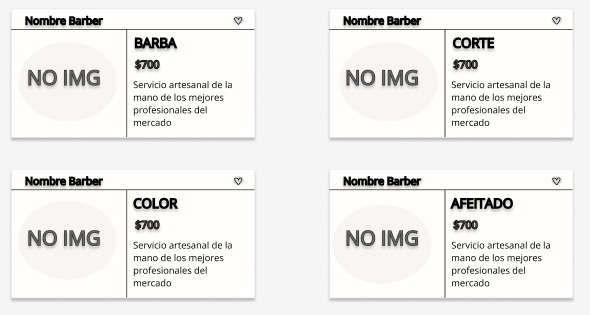 Nombre Barber ♡
BARBA
$700
NO IMG
Servicio artesanal de la
mano de los mejores
profesionales del
mercado
Nombre Barber ♡
CORTE
$700
NO IMG
Servicio artesanal de la
mano de los mejores
profesionales del
mercado
Nombre Barber ♡
COLOR
$700
NO IMG
Servicio artesanal de la
mano de los mejores
profesionales del
mercado
Nombre Barber ♡
AFEITADO
$700
NO IMG
Servicio artesanal de la
mano de los mejores
profesionales del
mercado